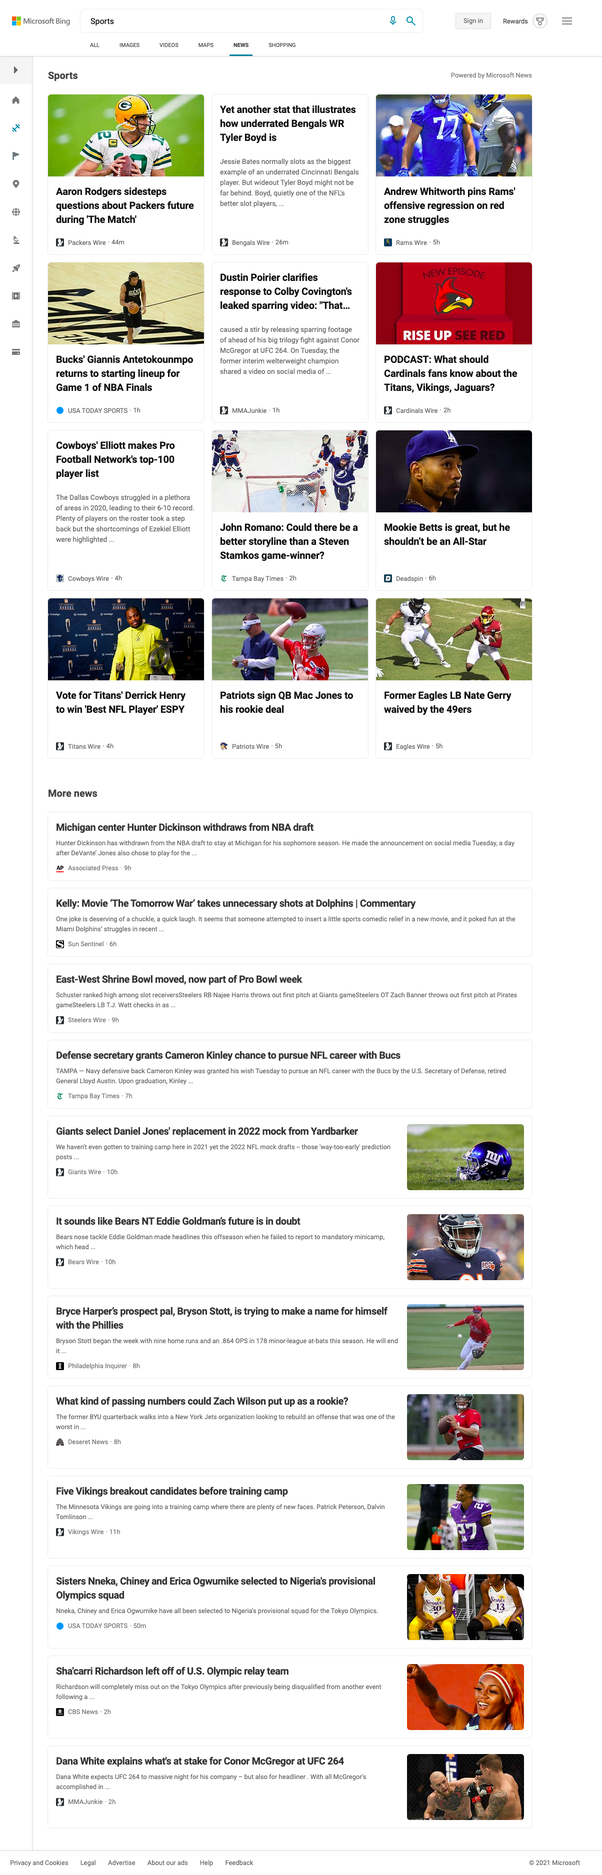 Microsoft Bing
Sports
Sign in
Rewards
ALL
IMAGES
VIDEOS
MAPS
NEWS
SHOPPING
Sports
Powered by Microsoft News
Aaron Rodgers sidesteps
questions about Packers future
during 'The Match'
Packers Wire · 44m
Yet another stat that illustrates
how underrated Bengals WR
Tyler Boyd is
Jessie Bates normally slots as the biggest
example of an underrated Cincinnati Bengals
player. But wideout Tyler Boyd might not be
far behind. Boyd, quietly one of the NFL's
better slot players, ...
Bengals Wire · 26m
77
Andrew Whitworth pins Rams'
offensive regression on red
zone struggles
Rams Wire · 5h
Bucks' Giannis Antetokounmpo
returns to starting lineup for
Game 1 of NBA Finals
USA TODAY SPORTS · 1h
Dustin Poirier clarifies
response to Colby Covington's
leaked sparring video: "That...
caused a stir by releasing sparring footage
of ahead of his big trilogy fight against Conor
McGregor at UFC 264. On Tuesday, the
former interim welterweight champion
shared a video on social media of ...
MMAJunkie · 1h
NEW EPISODE
RISE UP SEE RED
PODCAST: What should
Cardinals fans know about the
Titans, Vikings, Jaguars?
Cardinals Wire · 2h
Cowboys' Elliott makes Pro
Football Network's top-100
player list
The Dallas Cowboys struggled in a plethora
of areas in 2020, leading to their 6-10 record.
Plenty of players on the roster took a step
back but the shortcomings of Ezekiel Elliott
were highlighted ...
Cowboys Wire · 4h
John Romano: Could there be a
better storyline than a Steven
Stamkos game-winner?
Tampa Bay Times · 2h
Mookie Betts is great, but he
shouldn't be an All-Star
Deadspin · 6h
Vote for Titans' Derrick Henry
to win 'Best NFL Player' ESPY
Titans Wire · 4h
Patriots sign QB Mac Jones to
his rookie deal
Patriots Wire · 5h
47
Former Eagles LB Nate Gerry
waived by the 49ers
Eagles Wire · 5h
More news
Michigan center Hunter Dickinson withdraws from NBA draft
Hunter Dickinson has withdrawn from the NBA draft to stay at Michigan for his sophomore season. He made the announcement on social media Tuesday, a day
after DeVante' Jones also chose to play for the ...
AP Associated Press · 9h
Kelly: Movie 'The Tomorrow War' takes unnecessary shots at Dolphins | Commentary
One joke is deserving of a chuckle, a quick laugh. It seems that someone attempted to insert a little sports comedic relief in a new movie, and it poked fun at the
Miami Dolphins' struggles in recent ...
Sun Sentinel · 6h
East-West Shrine Bowl moved, now part of Pro Bowl week
Schuster ranked high among slot receiversSteelers RB Najee Harris throws out first pitch at Giants gameSteelers OT Zach Banner throws out first pitch at Pirates
gameSteelers LB T.J. Watt checks in as ...
Steelers Wire · 9h
Defense secretary grants Cameron Kinley chance to pursue NFL career with Bucs
TAMPA — Navy defensive back Cameron Kinley was granted his wish Tuesday to pursue an NFL career with the Bucs by the U.S. Secretary of Defense, retired
General Lloyd Austin. Upon graduation, Kinley ...
Tampa Bay Times · 7h
Giants select Daniel Jones' replacement in 2022 mock from Yardbarker
We haven't even gotten to training camp here in 2021 yet the 2022 NFL mock drafts – those 'way-too-early' prediction
posts ...
Giants Wire · 10h
It sounds like Bears NT Eddie Goldman's future is in doubt
Bears nose tackle Eddie Goldman made headlines this offseason when he failed to report to mandatory minicamp,
which head ...
Bears Wire · 10h
Bryce Harper's prospect pal, Bryson Stott, is trying to make a name for himself
with the Phillies
Bryson Stott began the week with nine home runs and an .864 OPS in 178 minor-league at-bats this season. He will end
it ...
Philadelphia Inquirer · 8h
What kind of passing numbers could Zach Wilson put up as a rookie?
The former BYU quarterback walks into a New York Jets organization looking to rebuild an offense that was one of the
worst in ...
Deseret News · 8h
Five Vikings breakout candidates before training camp
The Minnesota Vikings are going into a training camp where there are plenty of new faces. Patrick Peterson, Dalvin
Tomlinson ...
Vikings Wire · 11h
Sisters Nneka, Chiney and Erica Ogwumike selected to Nigeria's provisional
Olympics squad
Nneka, Chiney and Erica Ogwumike have all been selected to Nigeria's provisional squad for the Tokyo Olympics.
USA TODAY SPORTS · 50m
30
13
Sha'carri Richardson left off of U.S. Olympic relay team
Richardson will completely miss out on the Tokyo Olympics after previously being disqualified from another event
following a ...
CBS News · 2h
Dana White explains what's at stake for Conor McGregor at UFC 264
Dana White expects UFC 264 to massive night for his company – but also for headliner . With all McGregor's
accomplished in ...
MMAJunkie · 2h
Privacy and Cookies
Legal
Advertise
About our ads
Help
Feedback
© 2021 Microsoft